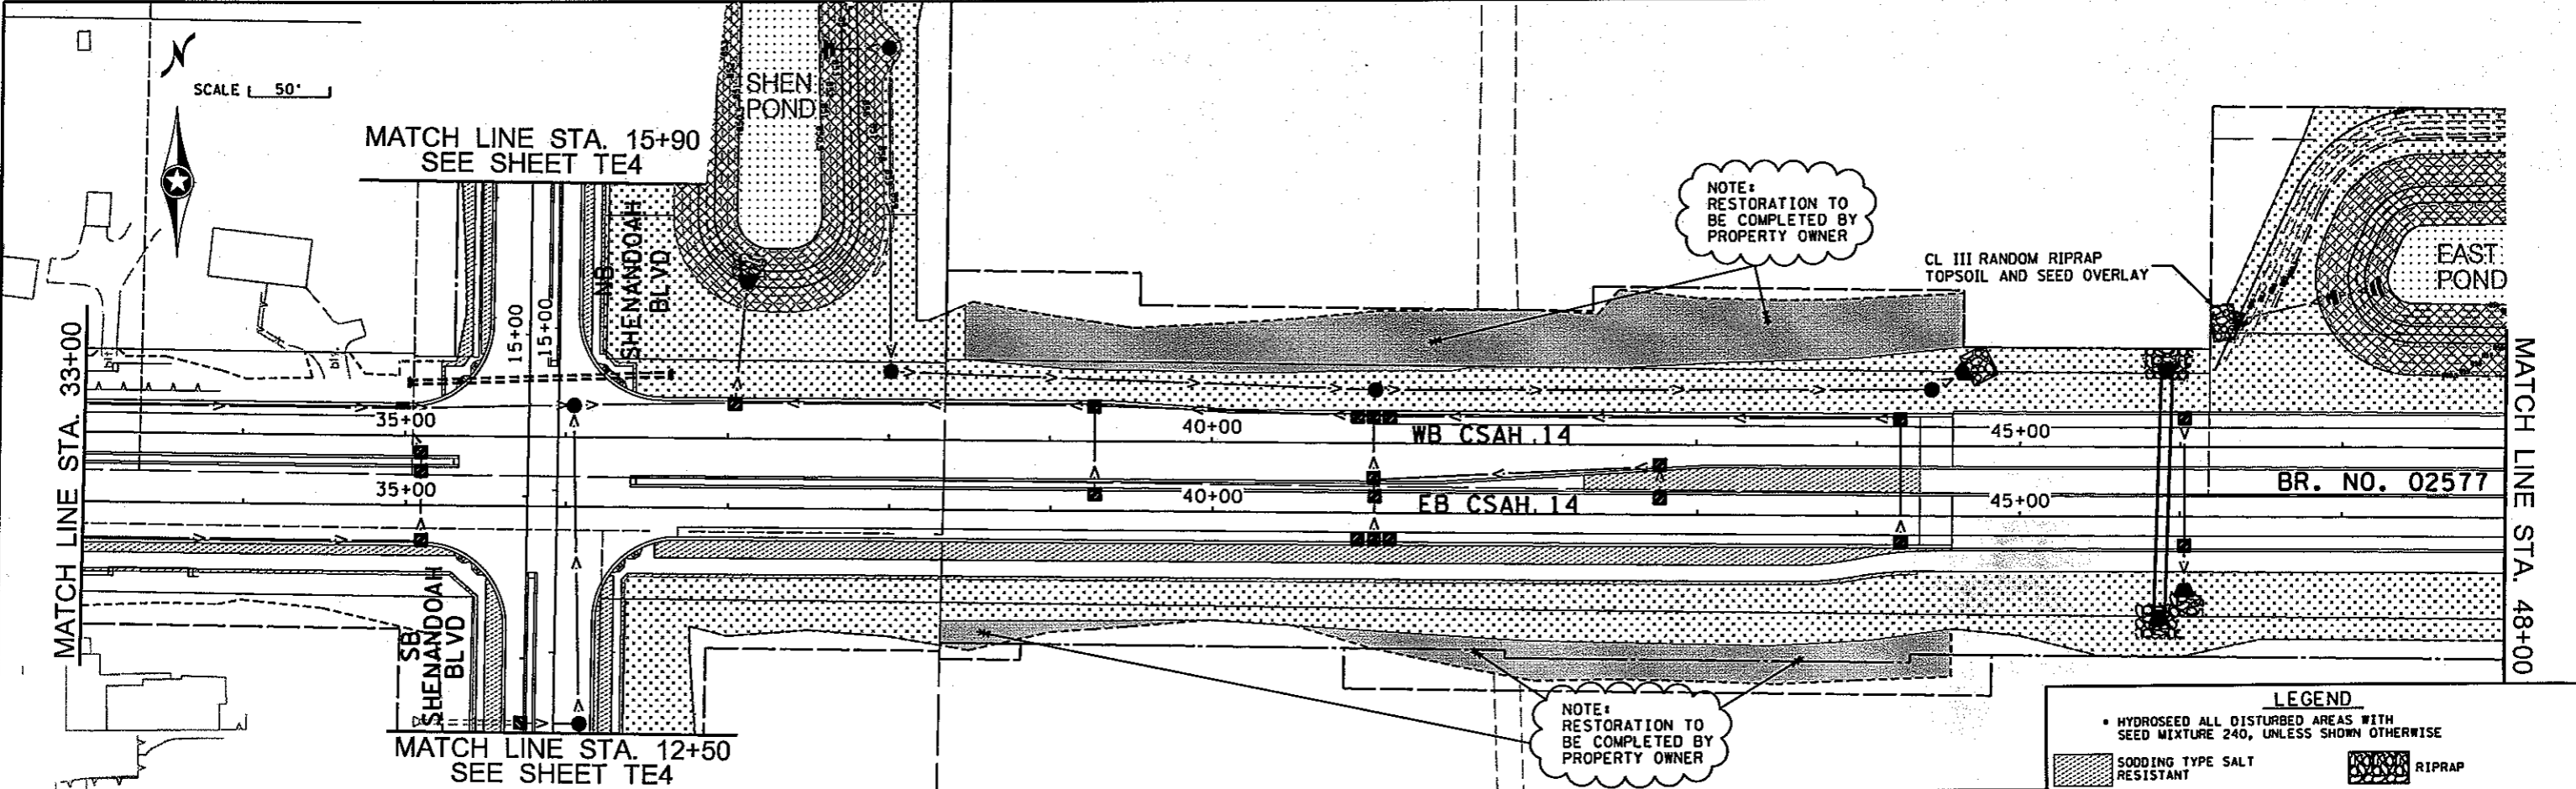 N
SCALE 50'
MATCH LINE STA. 15+90
SEE SHEET TE4
SHEN
POND
NOTE:
RESTORATION TO
BE COMPLETED BY
PROPERTY OWNER
CL III RANDOM RIPRAP
TOPSOIL AND SEED OVERLAY
EAST
POND
MATCH LINE STA. 33+00
NB
SHENANDOAH
BLVD
15+00
15+00
35+00
40+00
WB CSAH 14
45+00
35+00
40+00
EB CSAH 14
45+00
BR. NO. 02577
MATCH LINE STA. 48+00
SB
SHENANDOAH
BLVD
MATCH LINE STA. 12+50
SEE SHEET TE4
NOTE:
RESTORATION TO
BE COMPLETED BY
PROPERTY OWNER
LEGEND
• HYDROSEED ALL DISTURBED AREAS WITH
SEED MIXTURE 240, UNLESS SHOWN OTHERWISE
SODDING TYPE SALT
RESISTANT
RIPRAP